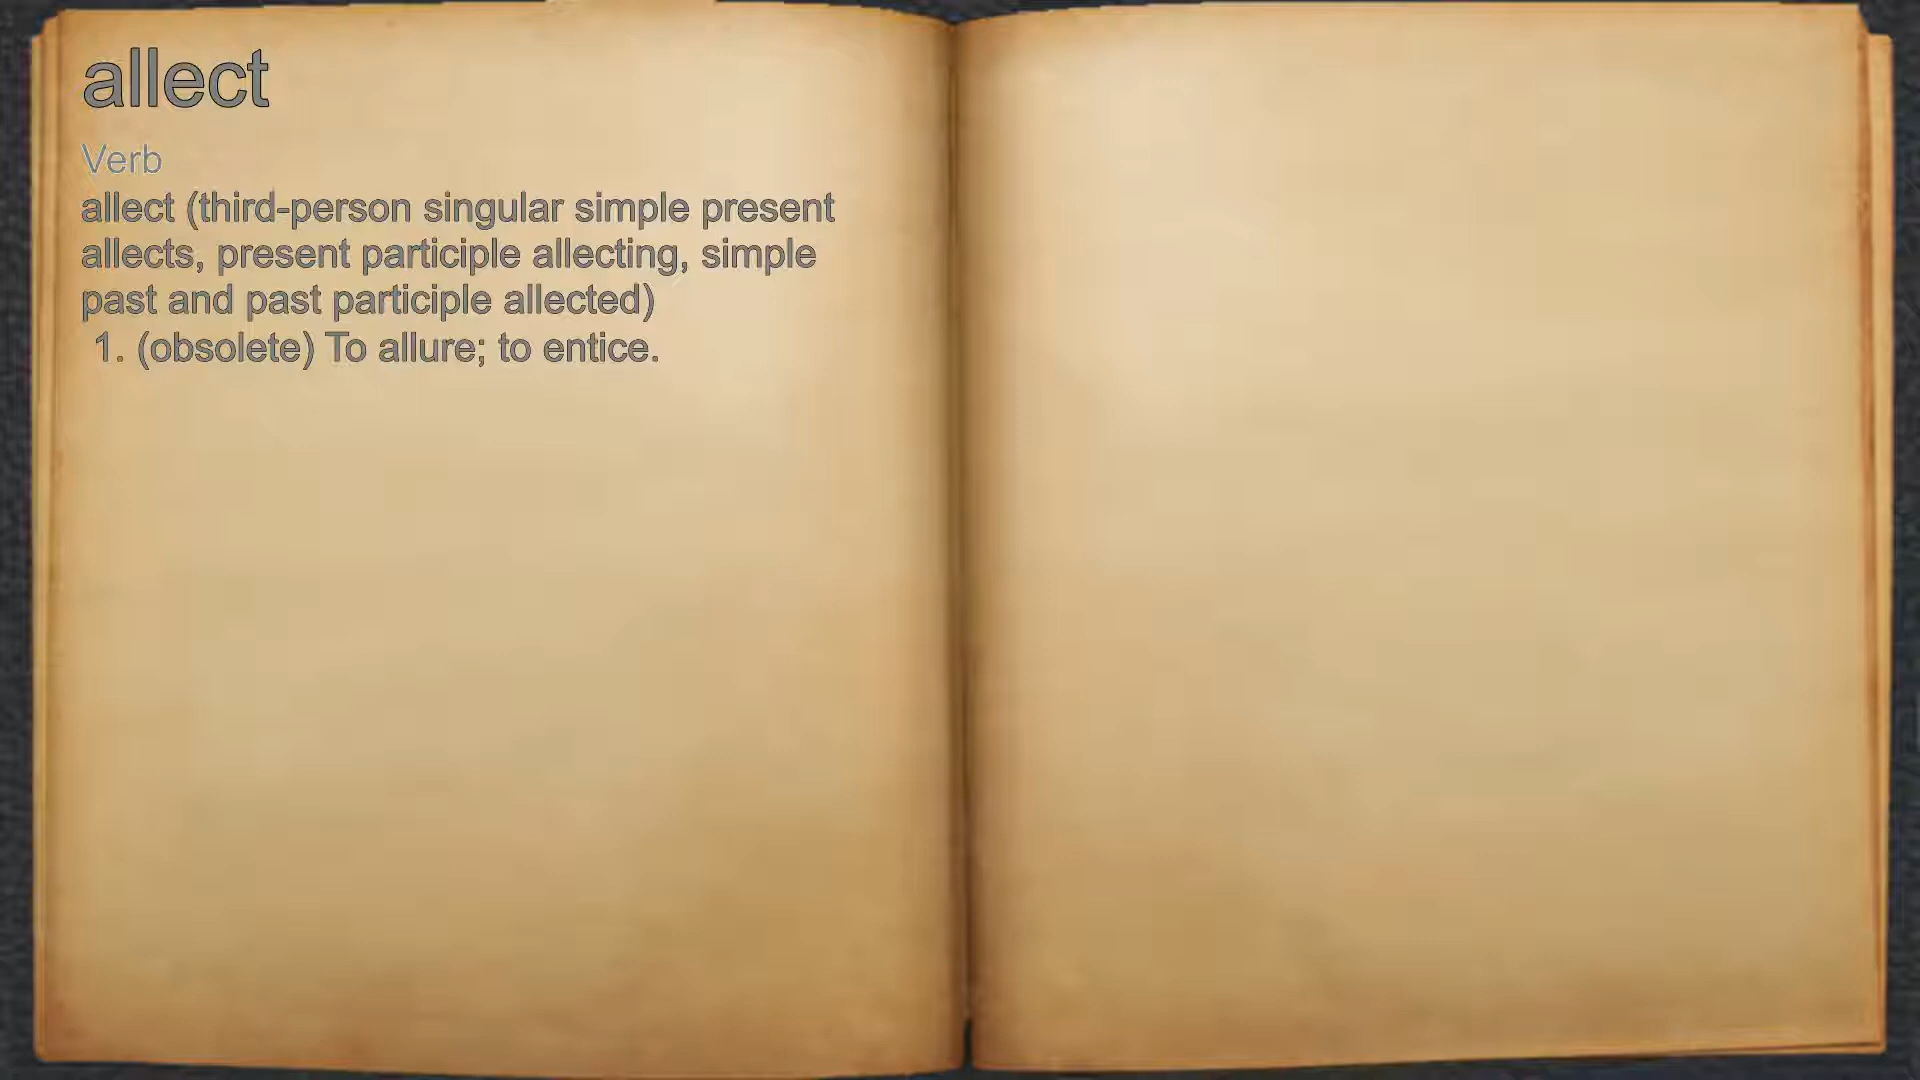 allect
Verb
allect (third-person singular simple present
allects, present participle allecting, simple
past and past participle allected)
1. (obsolete) To allure; to entice.